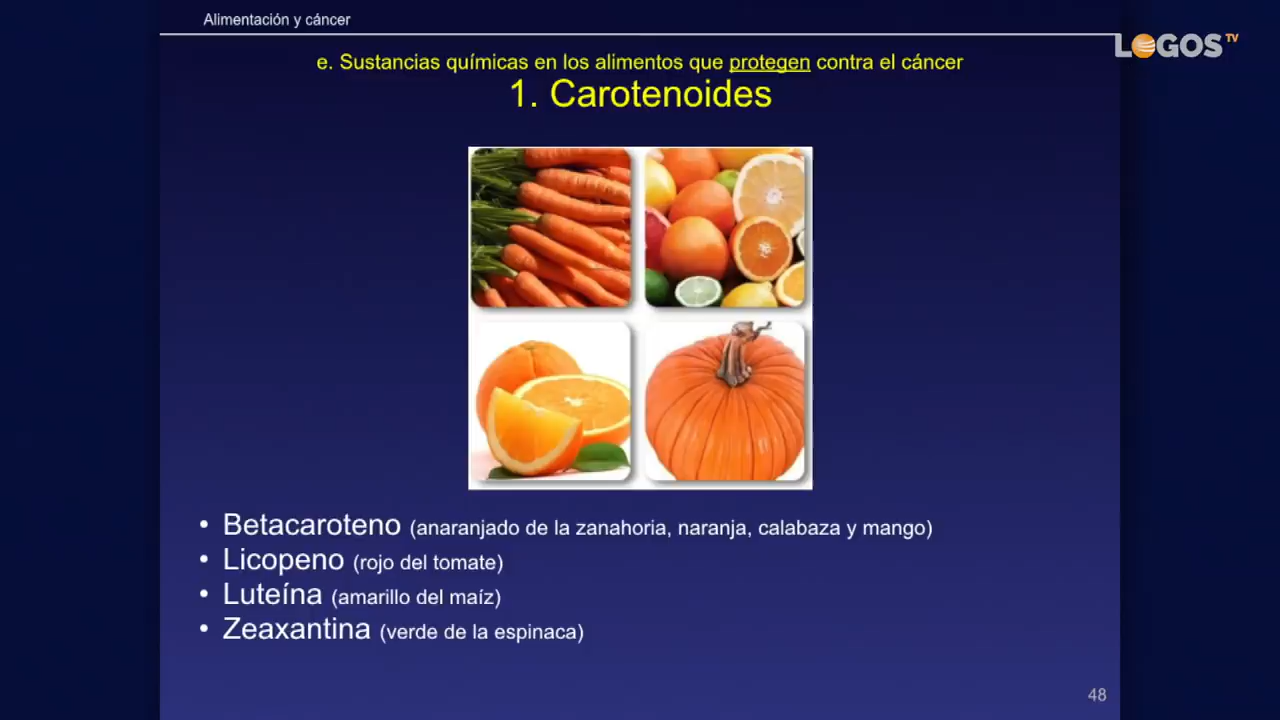 Alimentación y cáncer
LOGOS TV
e. Sustancias químicas en los alimentos que protegen contra el cáncer
1. Carotenoides
• Betacaroteno (anaranjado de la zanahoria, naranja, calabaza y mango)
• Licopeno (rojo del tomate)
• Luteína (amarillo del maíz)
• Zeaxantina (verde de la espinaca)
48